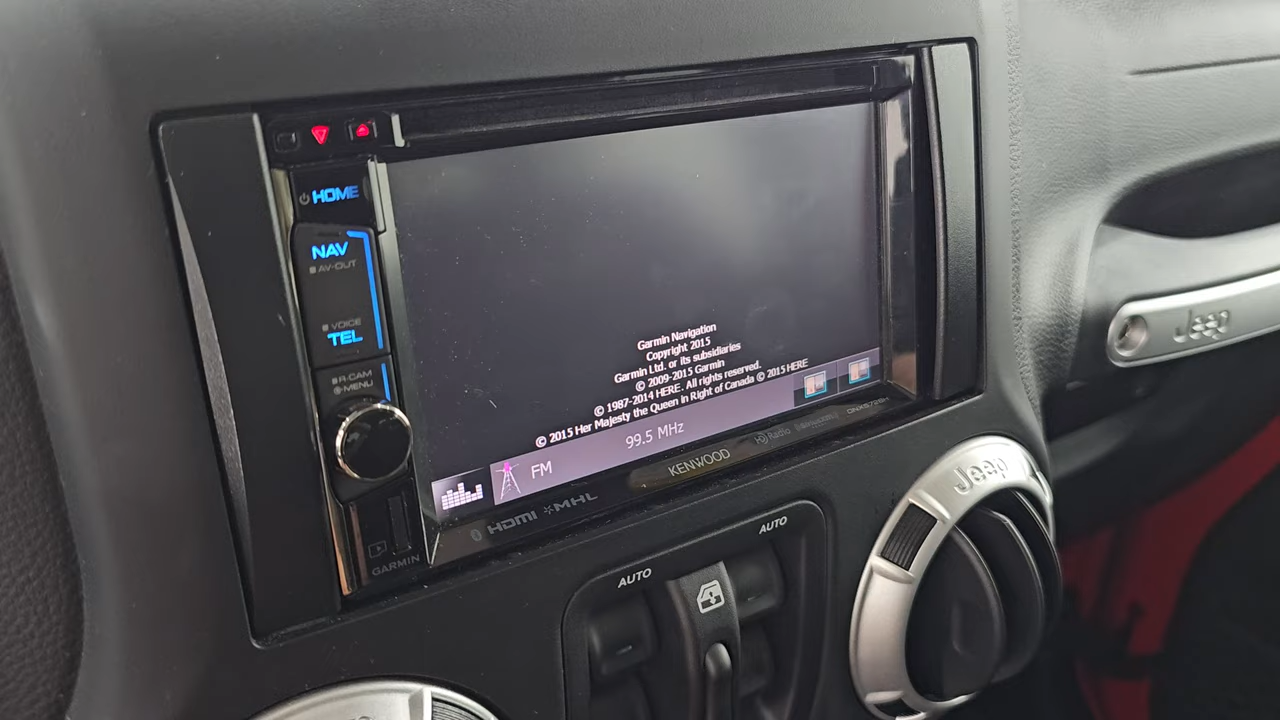 HOME
NAV
AV-OUT
VOICE
TEL
R-CAM
MENU
Garmin Navigation
Copyright 2015
Garmin Ltd. or its subsidiaries
© 2009-2015 Garmin
© 1987-2014 HERE. All rights reserved.
© 2015 Her Majesty the Queen in Right of Canada © 2015 HERE
FM 99.5 MHz
HDMI MHL KENWOOD HD Radio
GARMIN
AUTO
AUTO
Jeep
Jeep